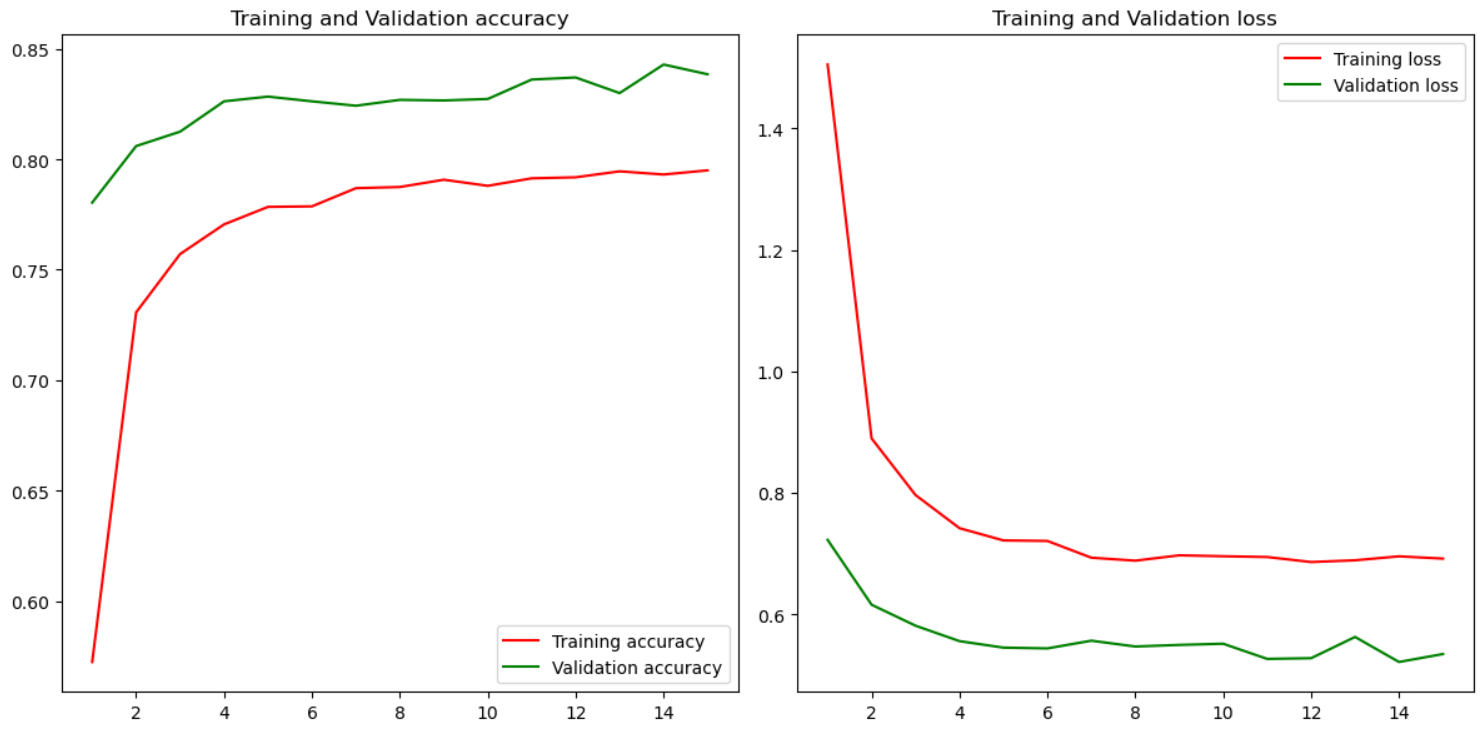 Training and Validation accuracy
0.85
0.80
0.75
0.70
0.65
0.60
Training accuracy
Validation accuracy
2 4 6 8 10 12 14
Training and Validation loss
Training loss
Validation loss
1.4
1.2
1.0
0.8
0.6
2 4 6 8 10 12 14